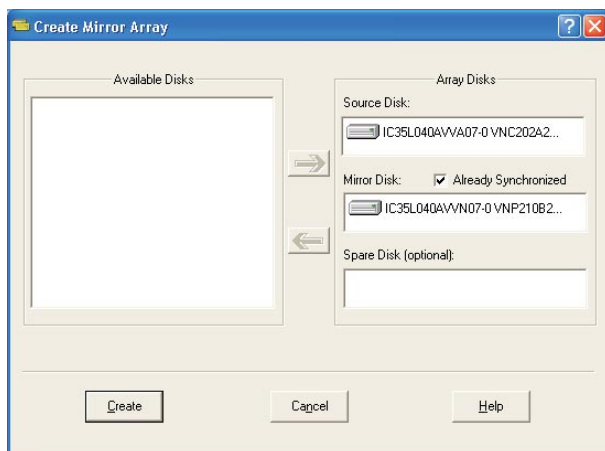 Create Mirror Array
Available Disks
Array Disks
Source Disk:
IC35L040AVVA07-0 VNC202A2...
Mirror Disk: Already Synchronized
IC35L040AVVN07-0 VNP210B2...
Spare Disk (optional):
Create Cancel Help